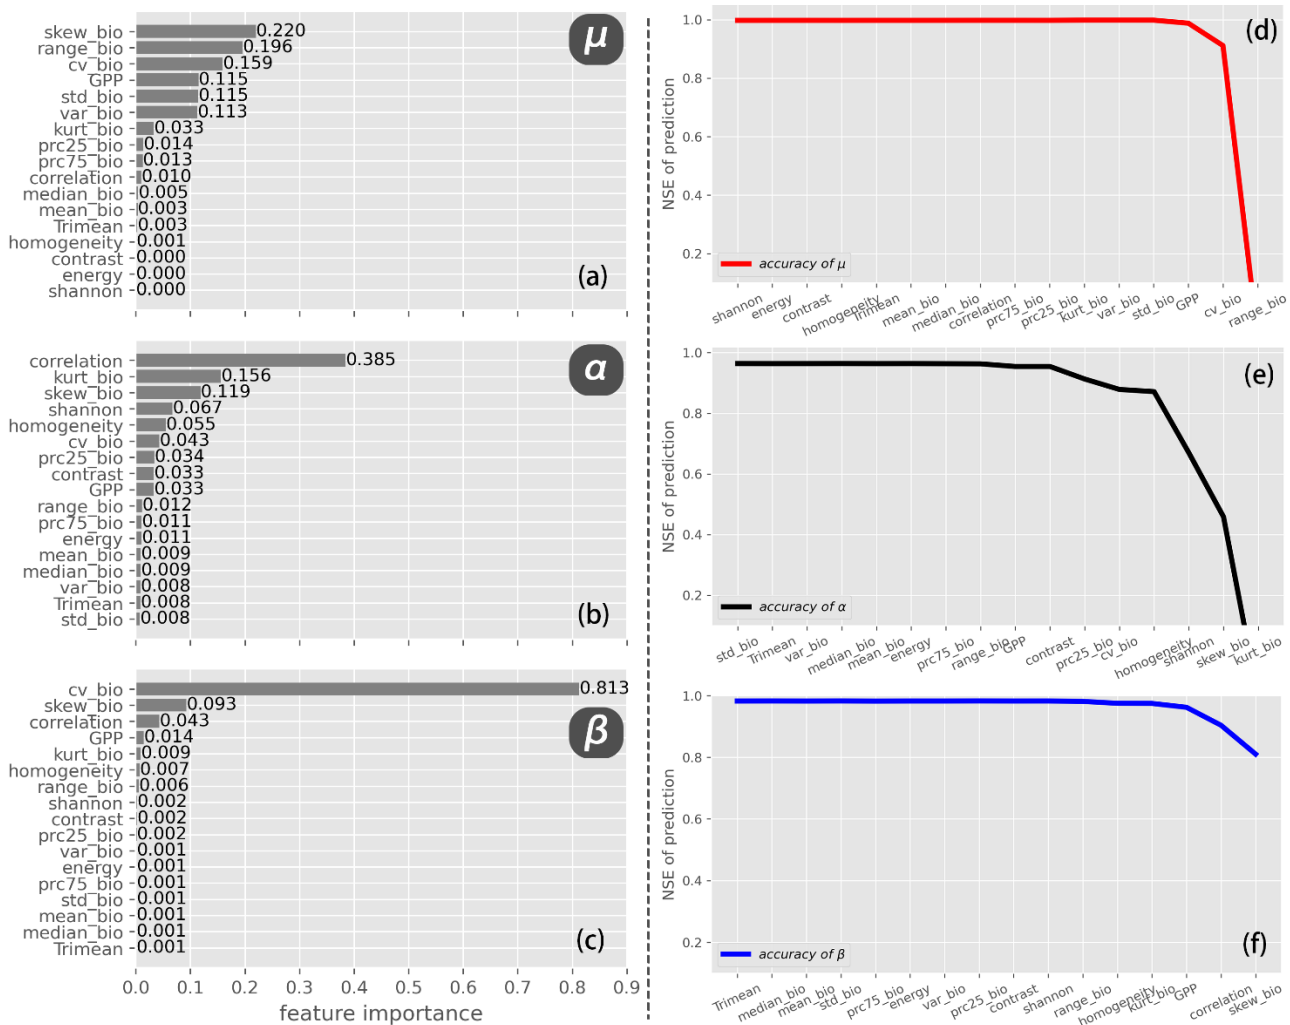 skew_bio 0.220
range_bio 0.196
cv_bio 0.159
GPP 0.115
std_bio 0.115
var_bio 0.113
kurt_bio 0.033
prc25_bio 0.014
prc75_bio 0.013
correlation 0.010
median_bio 0.005
mean_bio 0.003
Trimean 0.003
homogeneity 0.001
contrast 0.000
energy 0.000
shannon 0.000
μ
(a)
correlation 0.385
kurt_bio 0.156
skew_bio 0.119
shannon 0.067
homogeneity 0.055
cv_bio 0.043
prc25_bio 0.034
contrast 0.033
GPP 0.033
range_bio 0.012
prc75_bio 0.011
energy 0.011
mean_bio 0.009
median_bio 0.009
var_bio 0.008
Trimean 0.008
std_bio 0.008
α
(b)
cv_bio 0.813
skew_bio 0.093
correlation 0.043
GPP 0.014
kurt_bio 0.009
homogeneity 0.007
range_bio 0.006
shannon 0.002
contrast 0.002
prc25_bio 0.002
var_bio 0.001
energy 0.001
prc75_bio 0.001
std_bio 0.001
mean_bio 0.001
median_bio 0.001
Trimean 0.001
β
(c)
0.0 0.1 0.2 0.3 0.4 0.5 0.6 0.7 0.8 0.9
feature importance
(d)
NSE of prediction
1.0
0.8
0.6
0.4
0.2
accuracy of μ
shannon energy contrast homogeneity Trimean mean_bio median_bio correlation prc75_bio prc25_bio kurt_bio var_bio std_bio GPP cv_bio range_bio
(e)
NSE of prediction
1.0
0.8
0.6
0.4
0.2
accuracy of α
std_bio Trimean var_bio median_bio mean_bio energy prc75_bio range_bio GPP contrast prc25_bio cv_bio homogeneity shannon skew_bio kurt_bio
(f)
NSE of prediction
1.0
0.8
0.6
0.4
0.2
accuracy of β
Trimean median_bio mean_bio std_bio prc75_bio energy var_bio prc25_bio contrast shannon range_bio homogeneity kurt_bio GPP correlation skew_bio